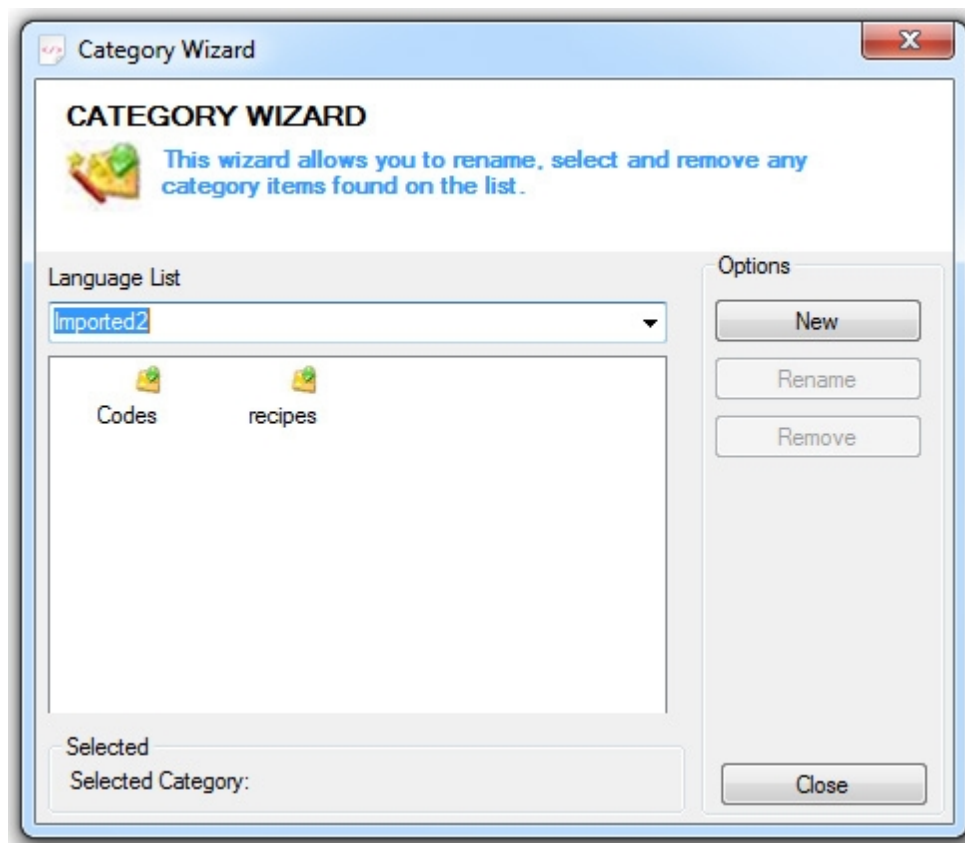 Category Wizard
CATEGORY WIZARD
This wizard allows you to rename, select and remove any
category items found on the list.
Language List
Imported2
Codes
recipes
Selected
Selected Category:
Options
New
Rename
Remove
Close